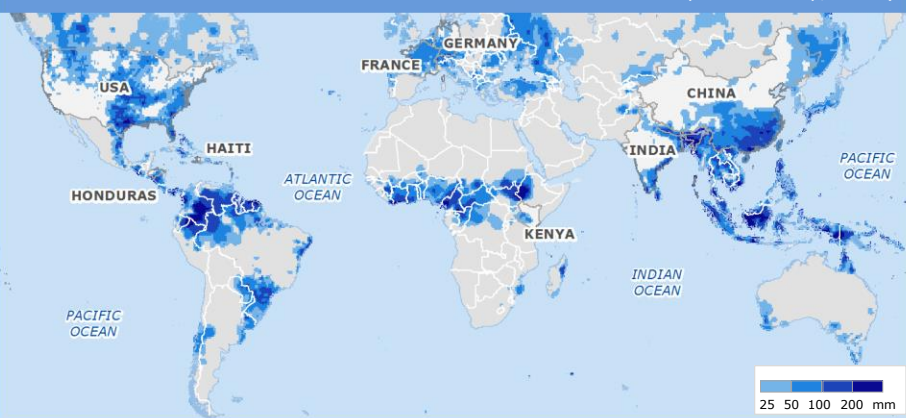 GERMANY
FRANCE
USA
CHINA
HAITI
INDIA
PACIFIC
OCEAN
ATLANTIC
OCEAN
HONDURAS
KENYA
INDIAN
OCEAN
PACIFIC
OCEAN
25 50 100 200 mm